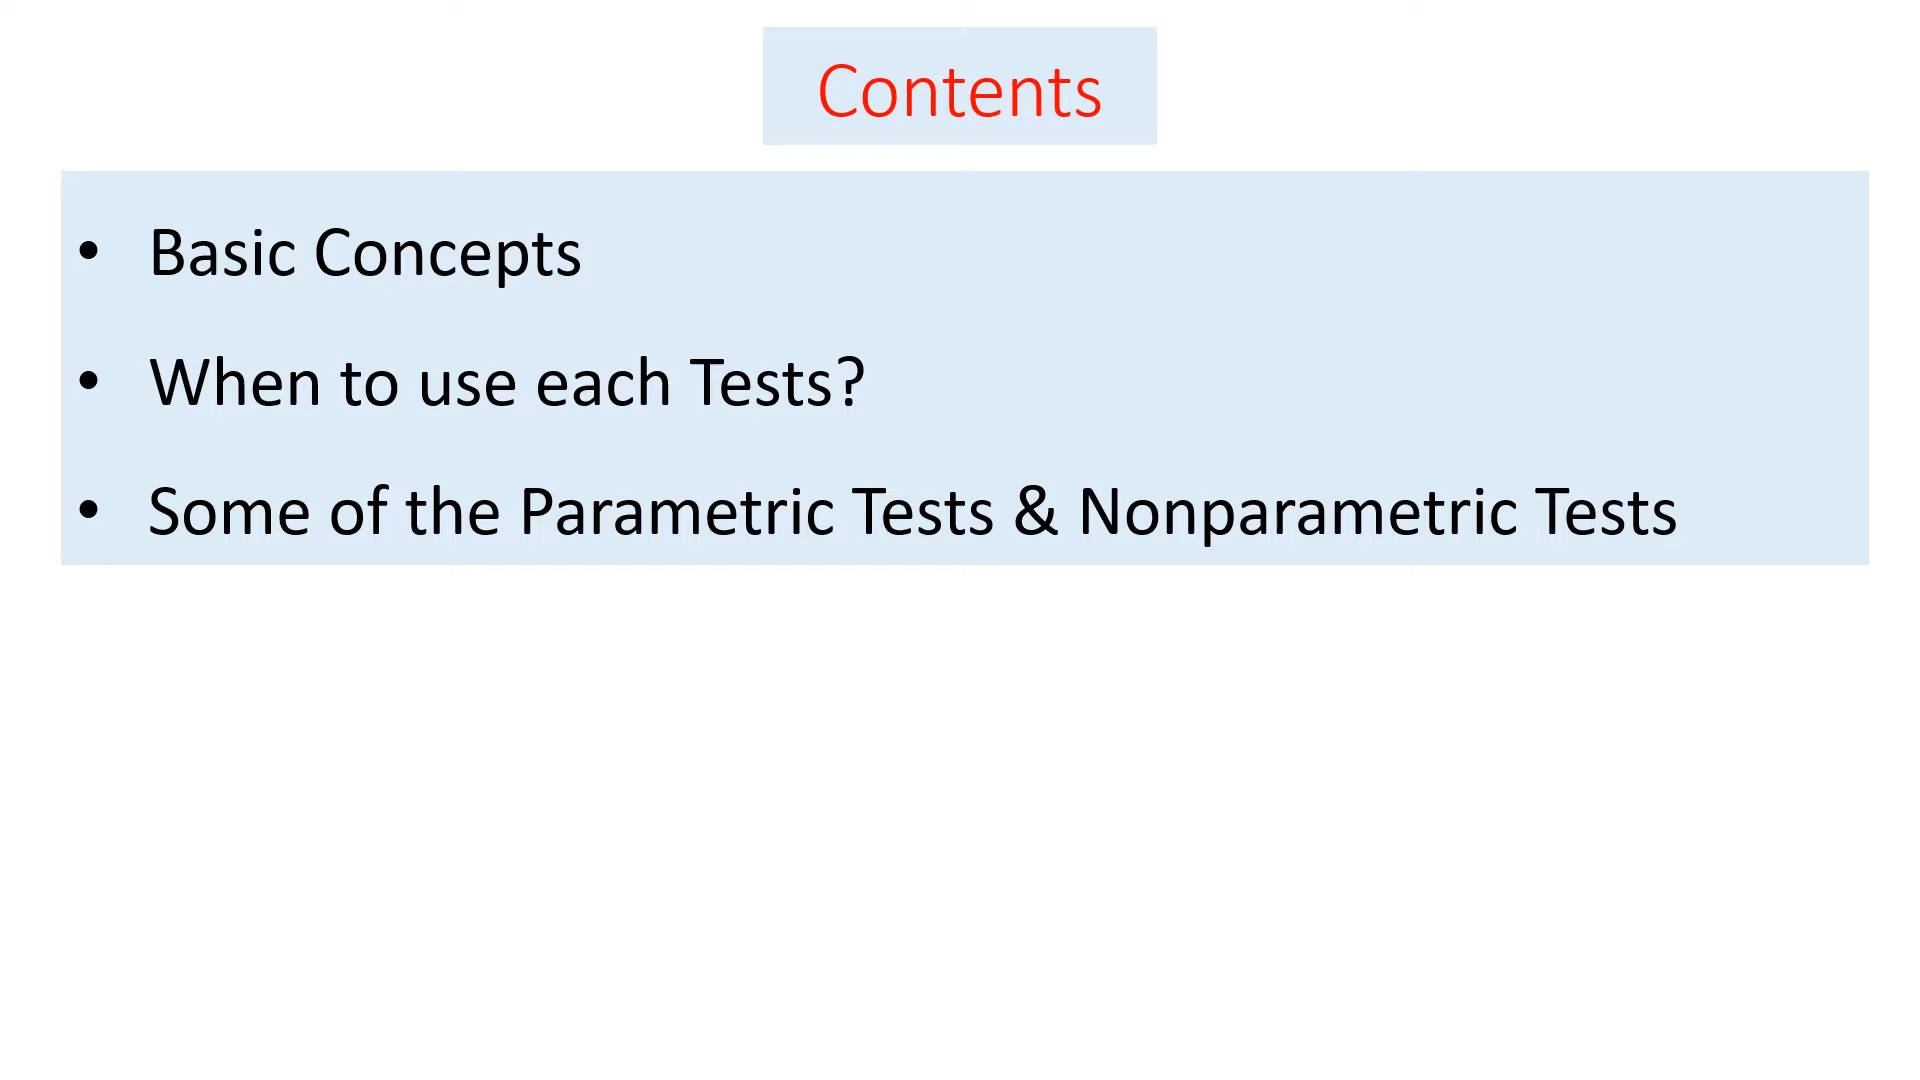 Contents
• Basic Concepts
• When to use each Tests?
• Some of the Parametric Tests & Nonparametric Tests